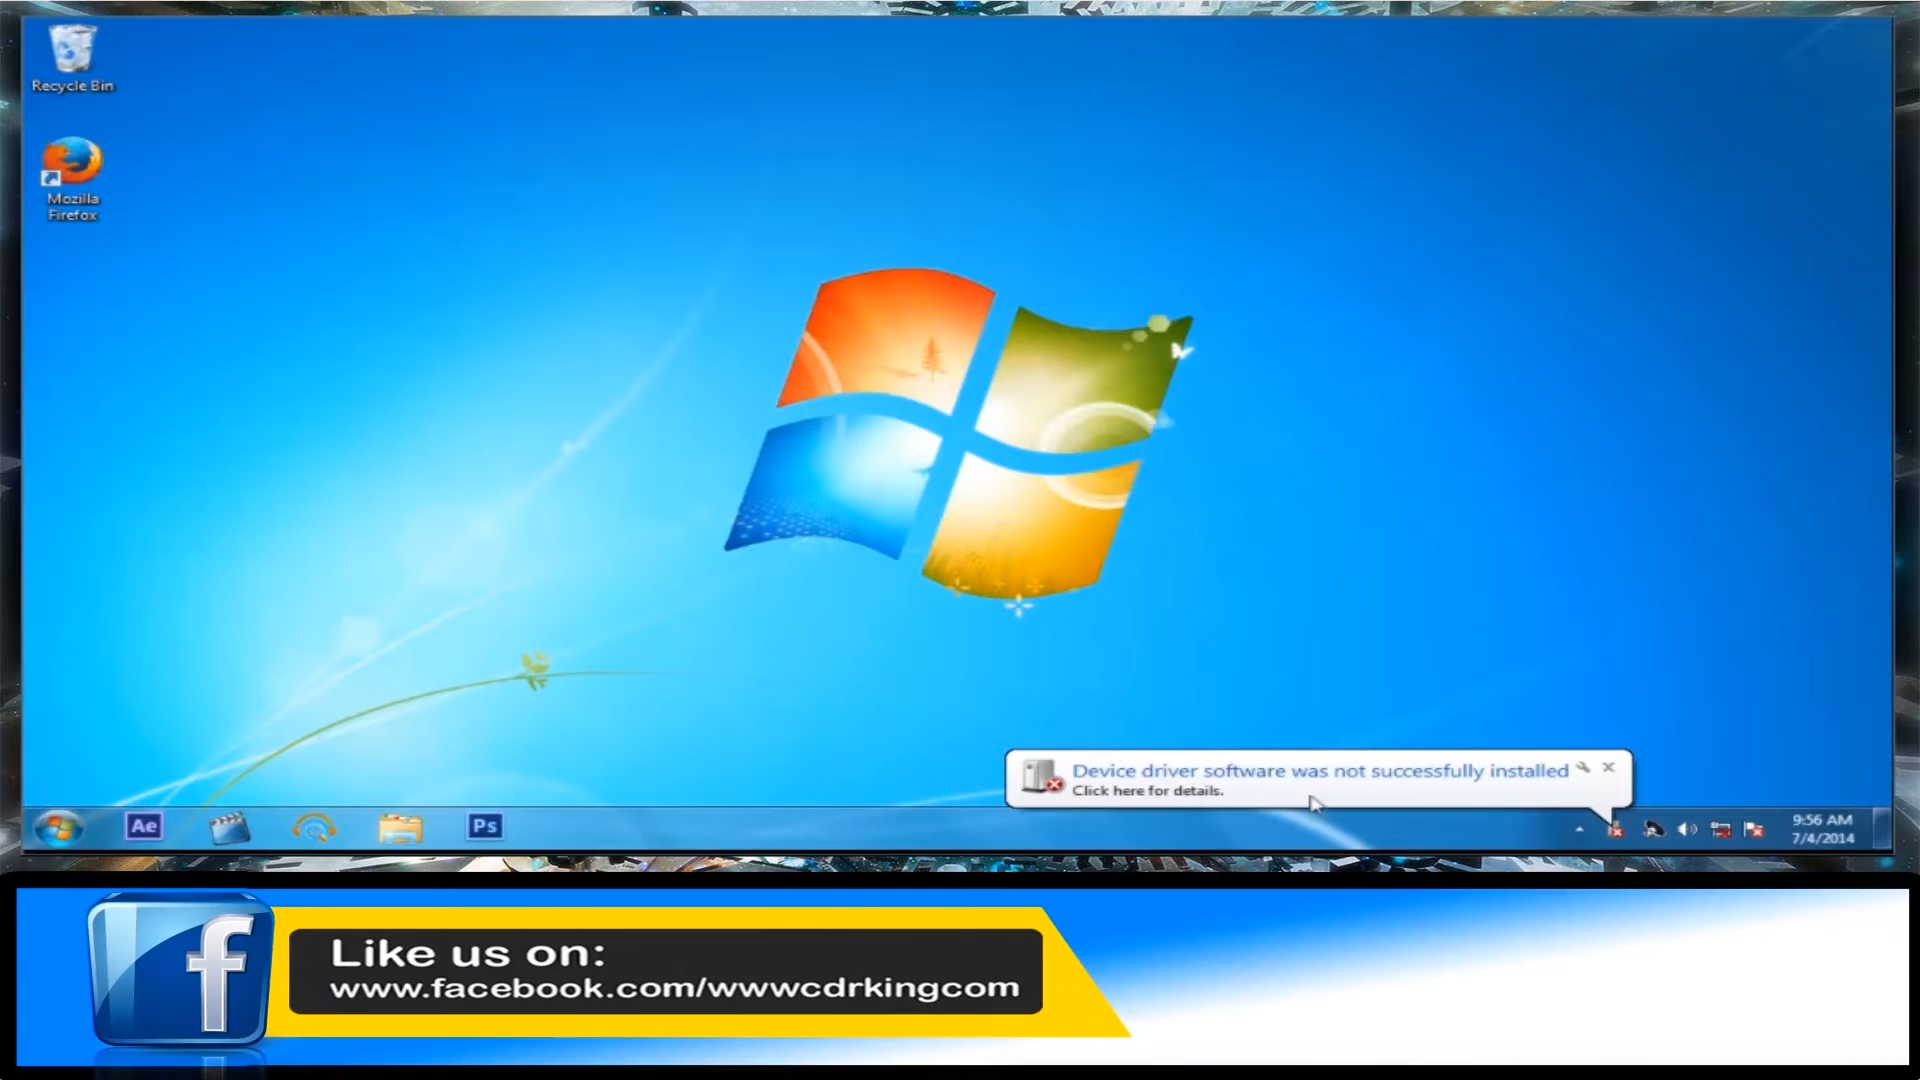 Recycle Bin
Mozilla
Firefox
Device driver software was not successfully installed
Click here for details.
Ae
Ps
9:56 AM
7/4/2014
f
Like us on:
www.facebook.com/wwwcdrkingcom